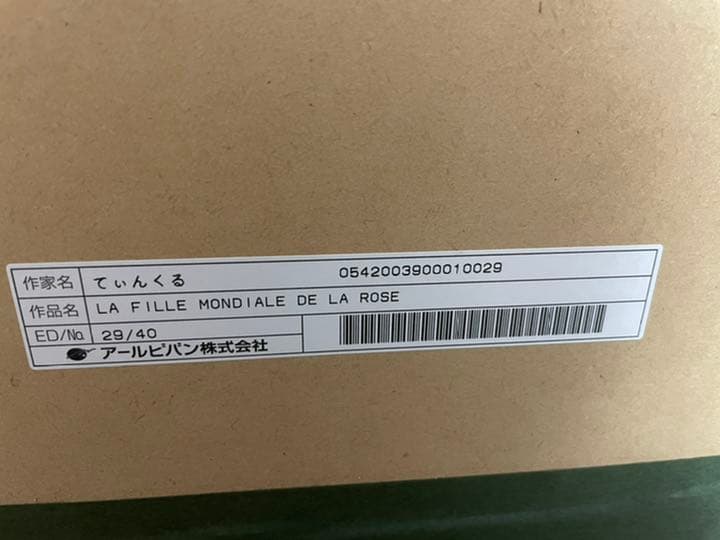 作家名 てぃんくる 0542003900010029
作品名 LA FILLE MONDIALE DE LA ROSE
ED/No. 29/40
アールビバン株式会社